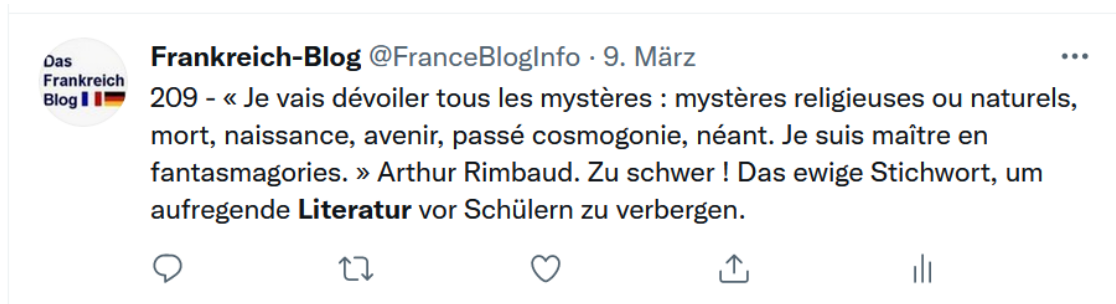 Das
Frankreich
Blog
Frankreich-Blog @FranceBlogInfo · 9. März
209 - « Je vais dévoiler tous les mystères : mystères religieuses ou naturels,
mort, naissance, avenir, passé cosmogonie, néant. Je suis maître en
fantasmagories. » Arthur Rimbaud. Zu schwer ! Das ewige Stichwort, um
aufregende Literatur vor Schülern zu verbergen.